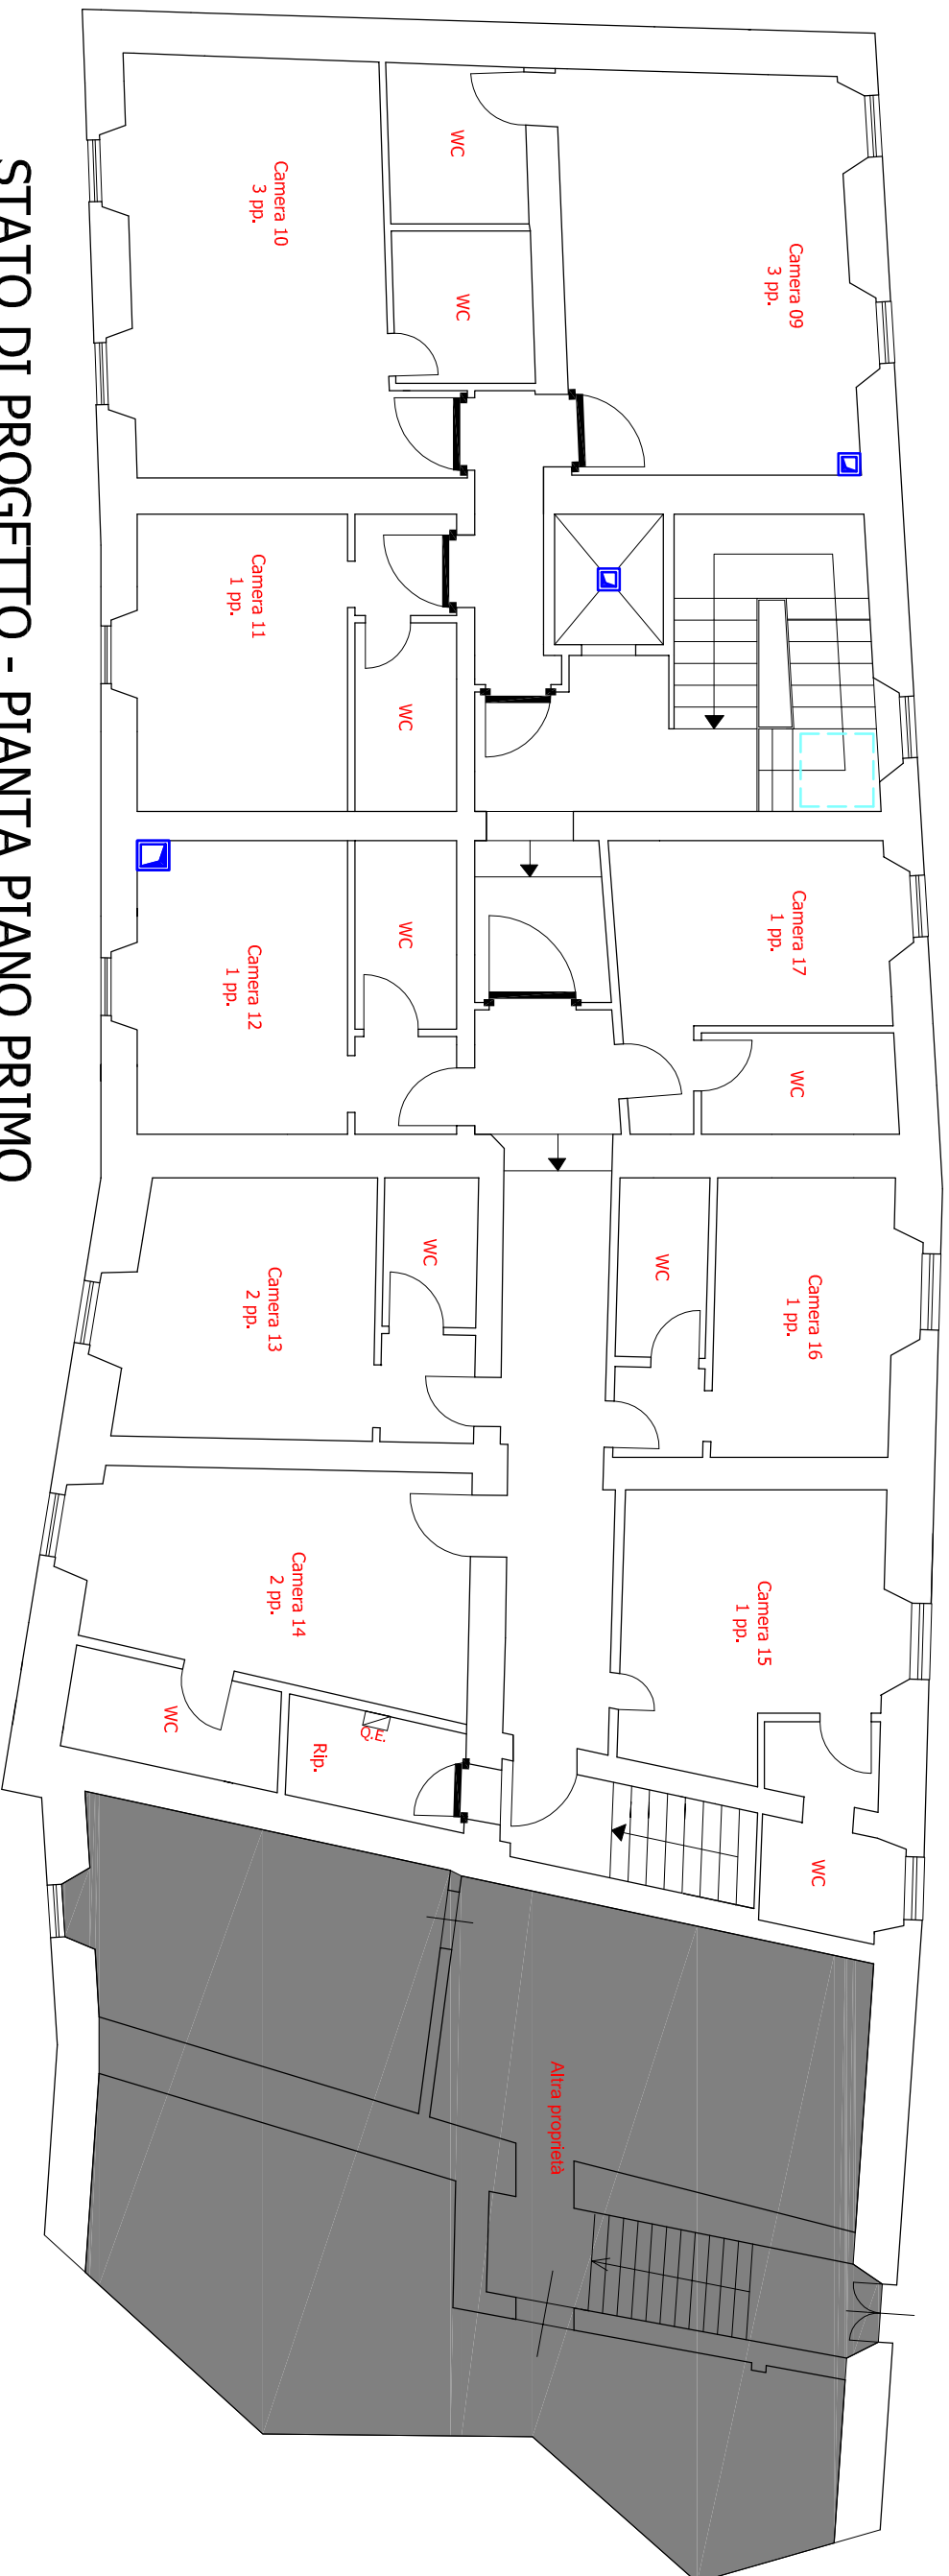 Camera 09
3 pp.
Camera 10
3 pp.
WC
WC
Camera 11
1 pp.
WC
Camera 12
1 pp.
WC
Camera 17
1 pp.
WC
Camera 13
2 pp.
WC
Camera 16
1 pp.
WC
Camera 14
2 pp.
WC
Camera 15
1 pp.
WC
Rip.
Q.E.
Altra proprietà
STATO DI PROGETTO - PIANTA PIANO PRIMO